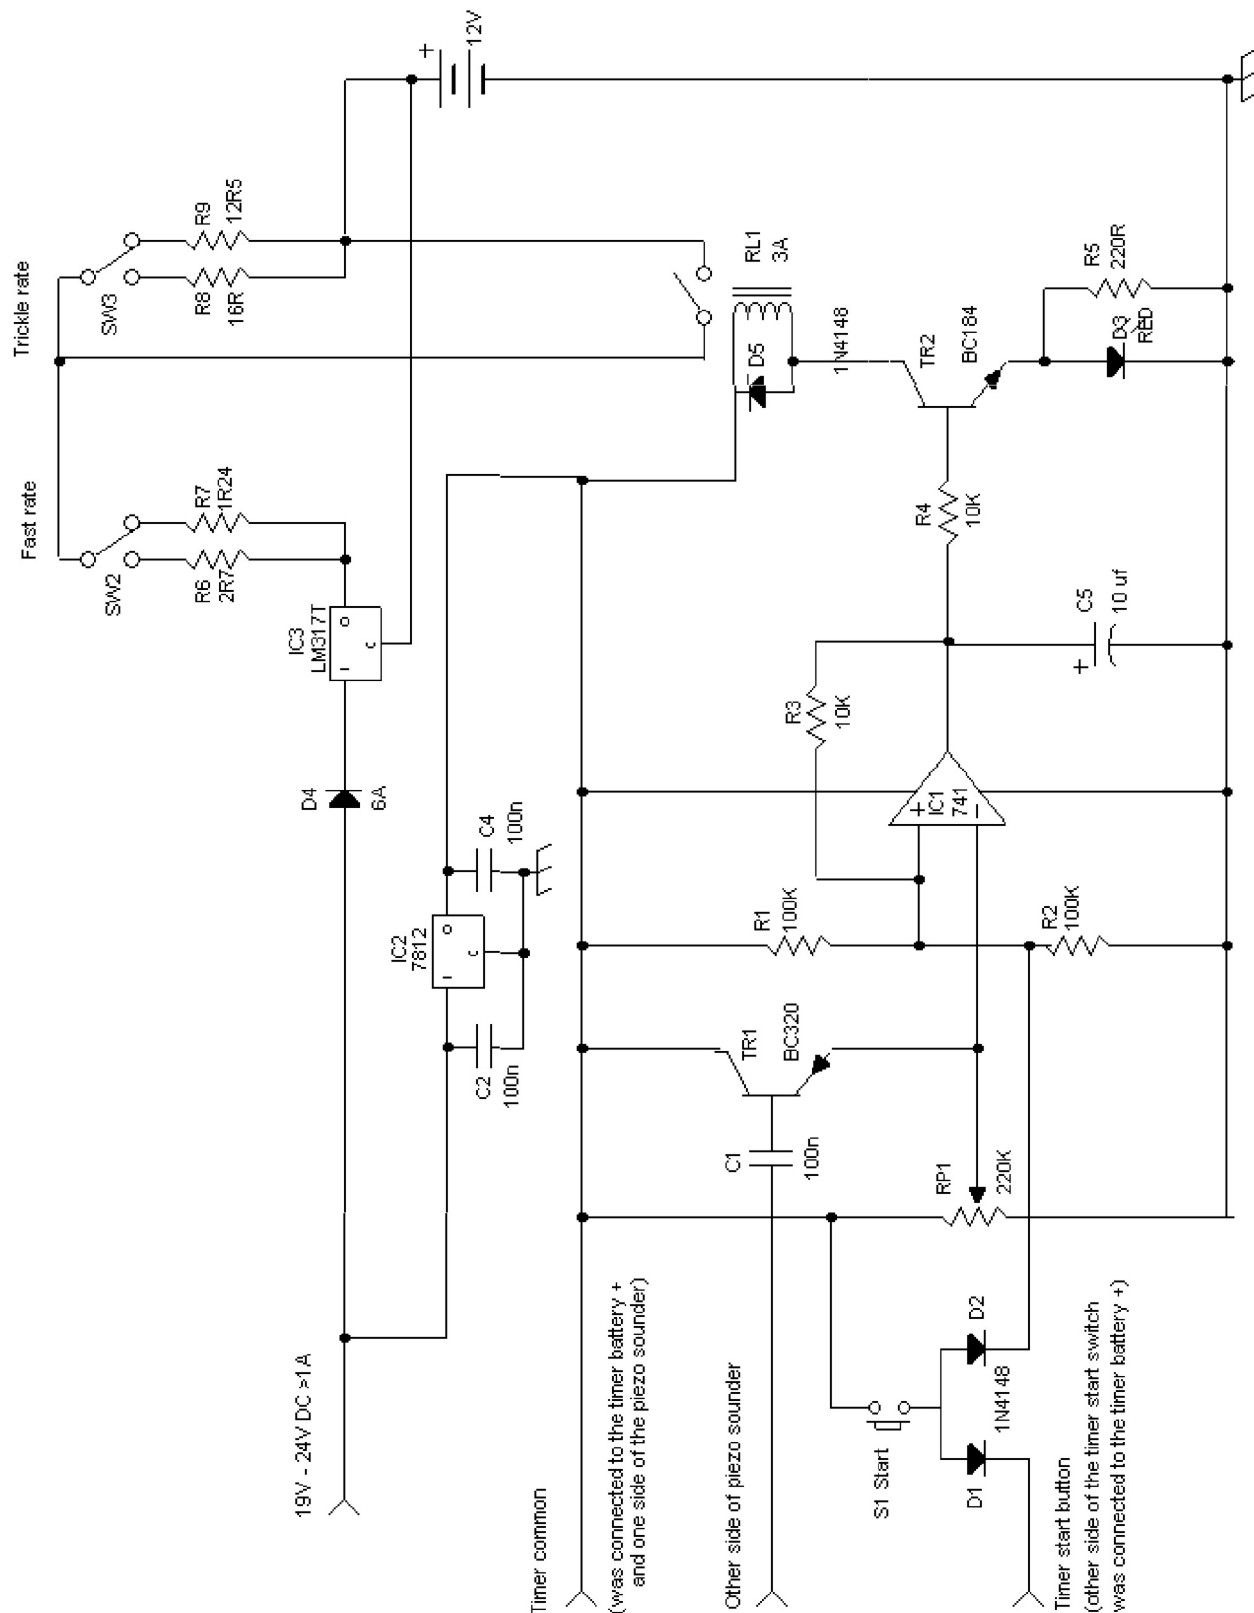 Fast rate
Trickle rate
SW2
SW3
R6
2R7
R7
1R24
R8
16R
R9
12R5
+
12V
19V - 24V DC >1A
D4
6A
IC3
LM317T
I
O
C
IC2
7812
I
O
C
C2
100n
C4
100n
Timer common
(was connected to the timer battery +
and one side of the piezo sounder)
Other side of piezo sounder
C1
100n
TR1
BC320
R1
100K
R3
10K
D5
1N4148
RL1
3A
S1 Start
D1
D2
1N4148
RP1
220K
+
IC1
741
−
R2
100K
R4
10K
TR2
BC184
C5
+
10 uf
D3
RED
R5
220R
Timer start button
(other side of the timer start switch
was connected to the timer battery +)